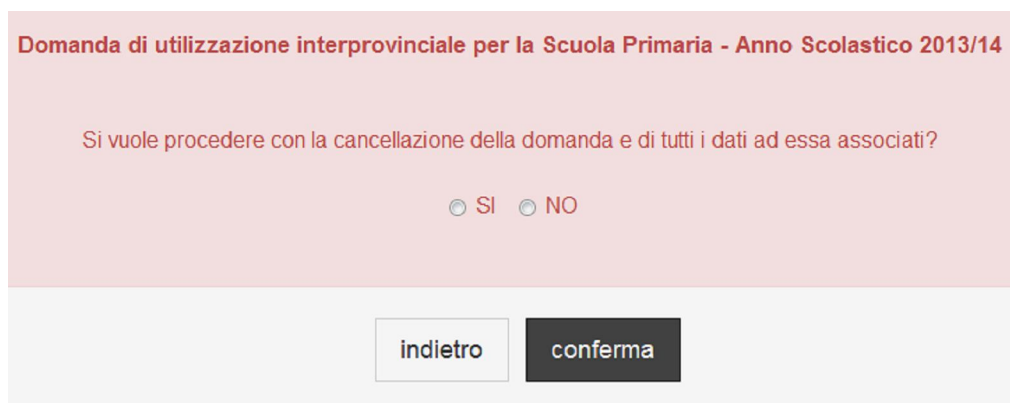 Domanda di utilizzazione interprovinciale per la Scuola Primaria - Anno Scolastico 2013/14
Si vuole procedere con la cancellazione della domanda e di tutti i dati ad essa associati?
SI NO
indietro conferma